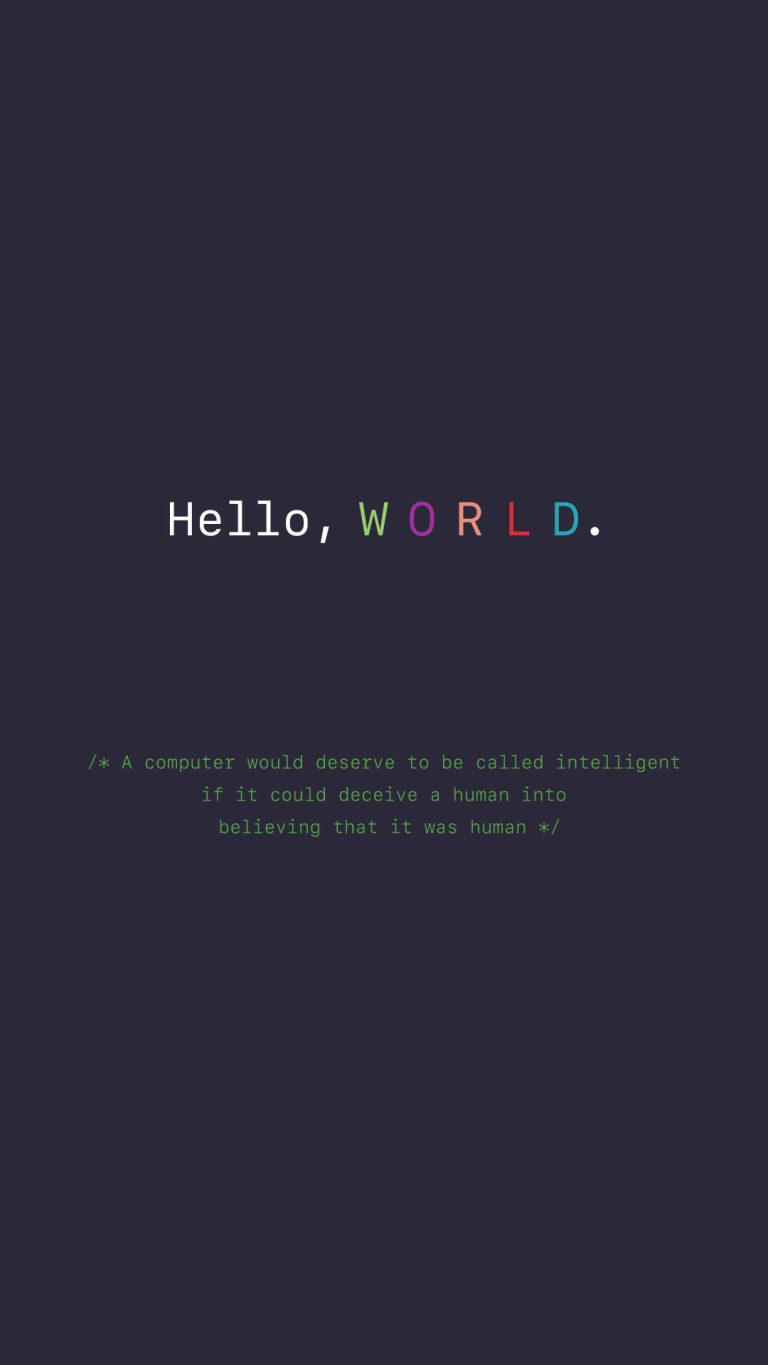 Hello, W O R L D.
/* A computer would deserve to be called intelligent
if it could deceive a human into
believing that it was human */